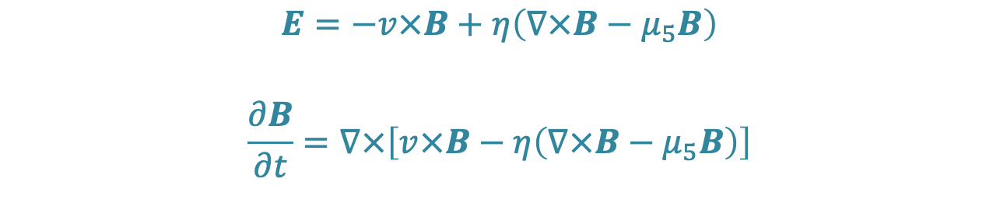 𝑬 = −𝑣×𝑩 + 𝜂(∇×𝑩 − 𝜇₅𝑩)
∂𝑩/∂𝑡 = ∇×[𝑣×𝑩 − 𝜂(∇×𝑩 − 𝜇₅𝑩)]